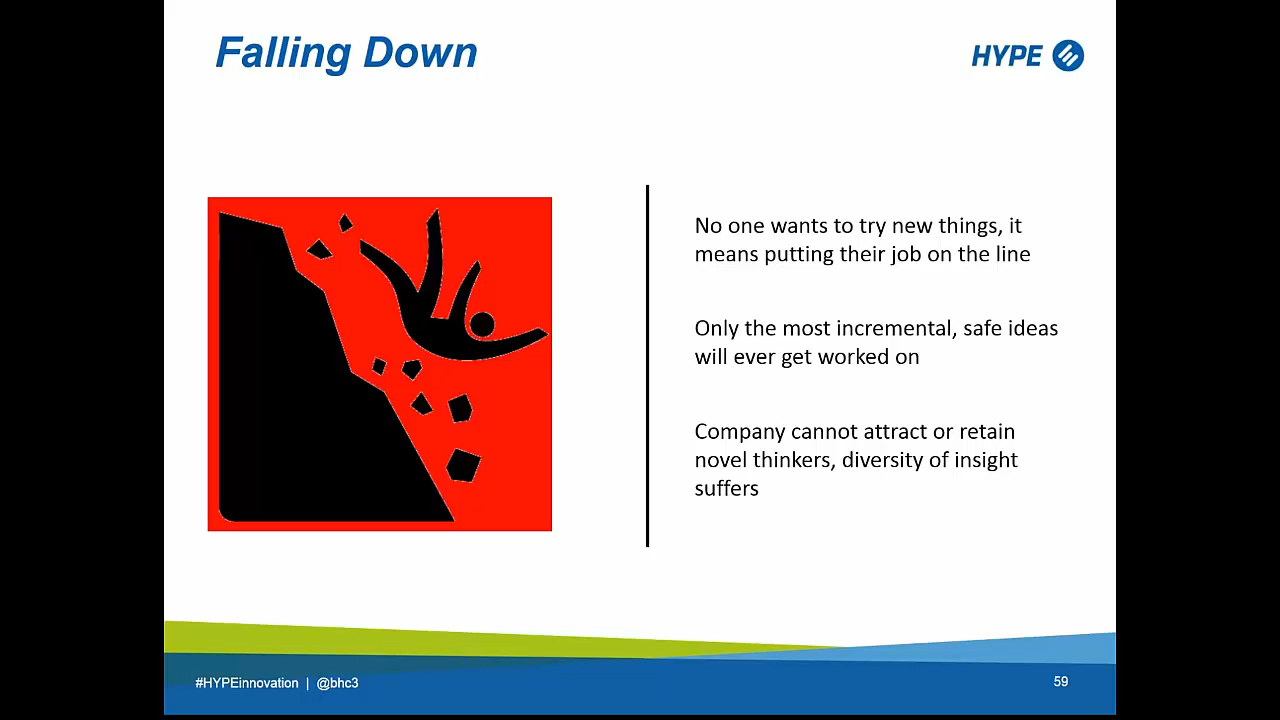 Falling Down
HYPE
No one wants to try new things, it
means putting their job on the line
Only the most incremental, safe ideas
will ever get worked on
Company cannot attract or retain
novel thinkers, diversity of insight
suffers
#HYPEinnovation | @bhc3
59